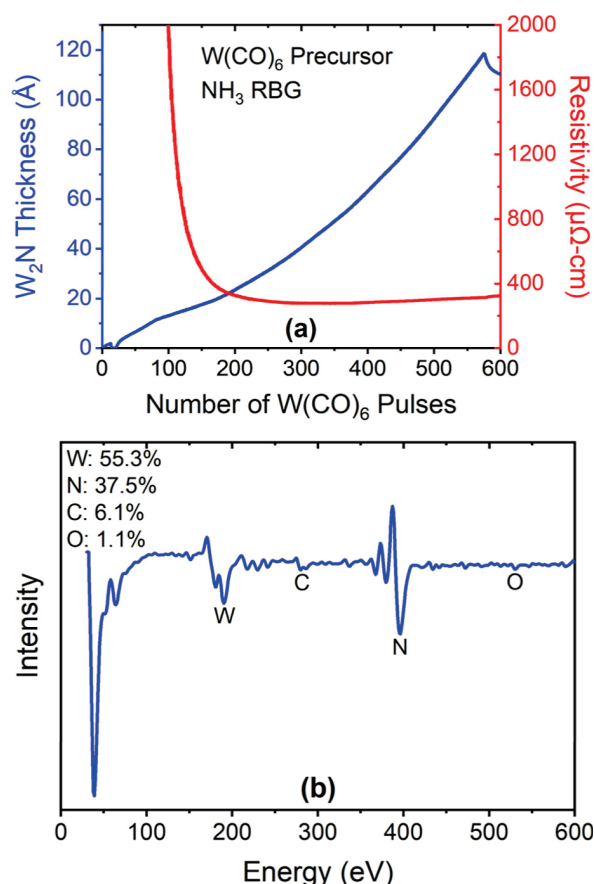 W(CO)₆ Precursor
NH₃ RBG
120
100
80
60
40
20
0
W₂N Thickness (Å)
2000
1600
1200
800
400
0
Resistivity (μΩ-cm)
(a)
0 100 200 300 400 500 600
Number of W(CO)₆ Pulses
W: 55.3%
N: 37.5%
C: 6.1%
O: 1.1%
W
C
N
O
Intensity
(b)
0 100 200 300 400 500 600
Energy (eV)